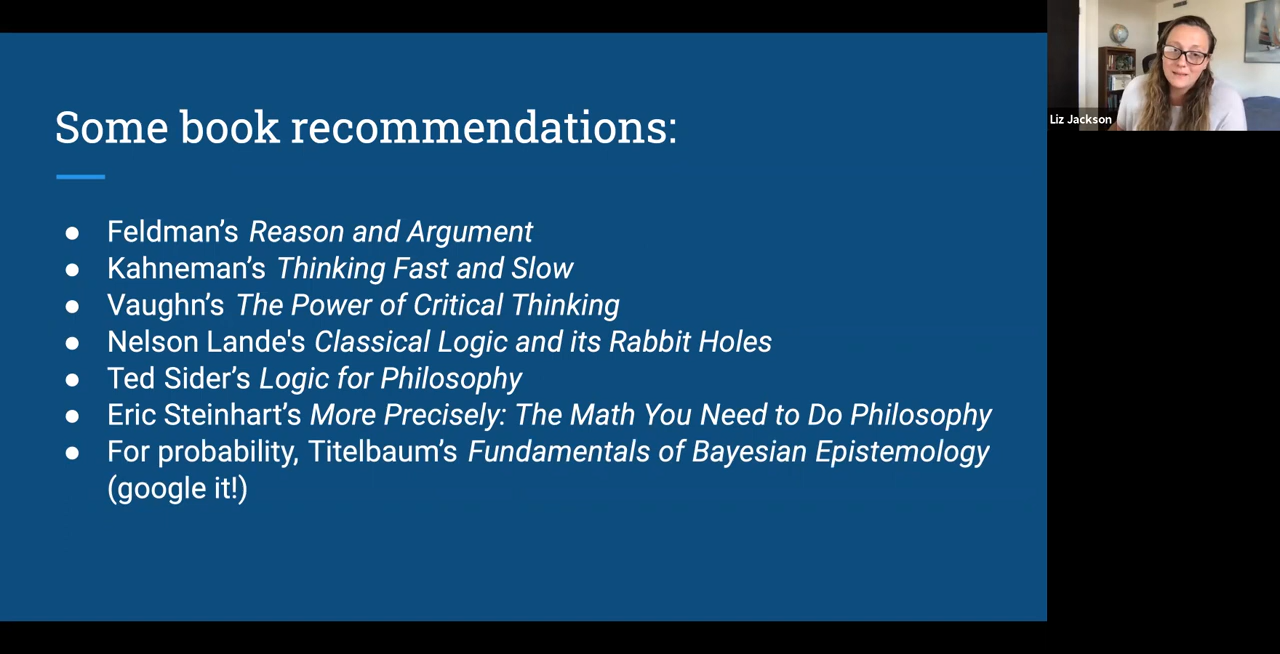 Some book recommendations:
● Feldman’s Reason and Argument
● Kahneman’s Thinking Fast and Slow
● Vaughn’s The Power of Critical Thinking
● Nelson Lande's Classical Logic and its Rabbit Holes
● Ted Sider’s Logic for Philosophy
● Eric Steinhart’s More Precisely: The Math You Need to Do Philosophy
● For probability, Titelbaum’s Fundamentals of Bayesian Epistemology
(google it!)
Liz Jackson